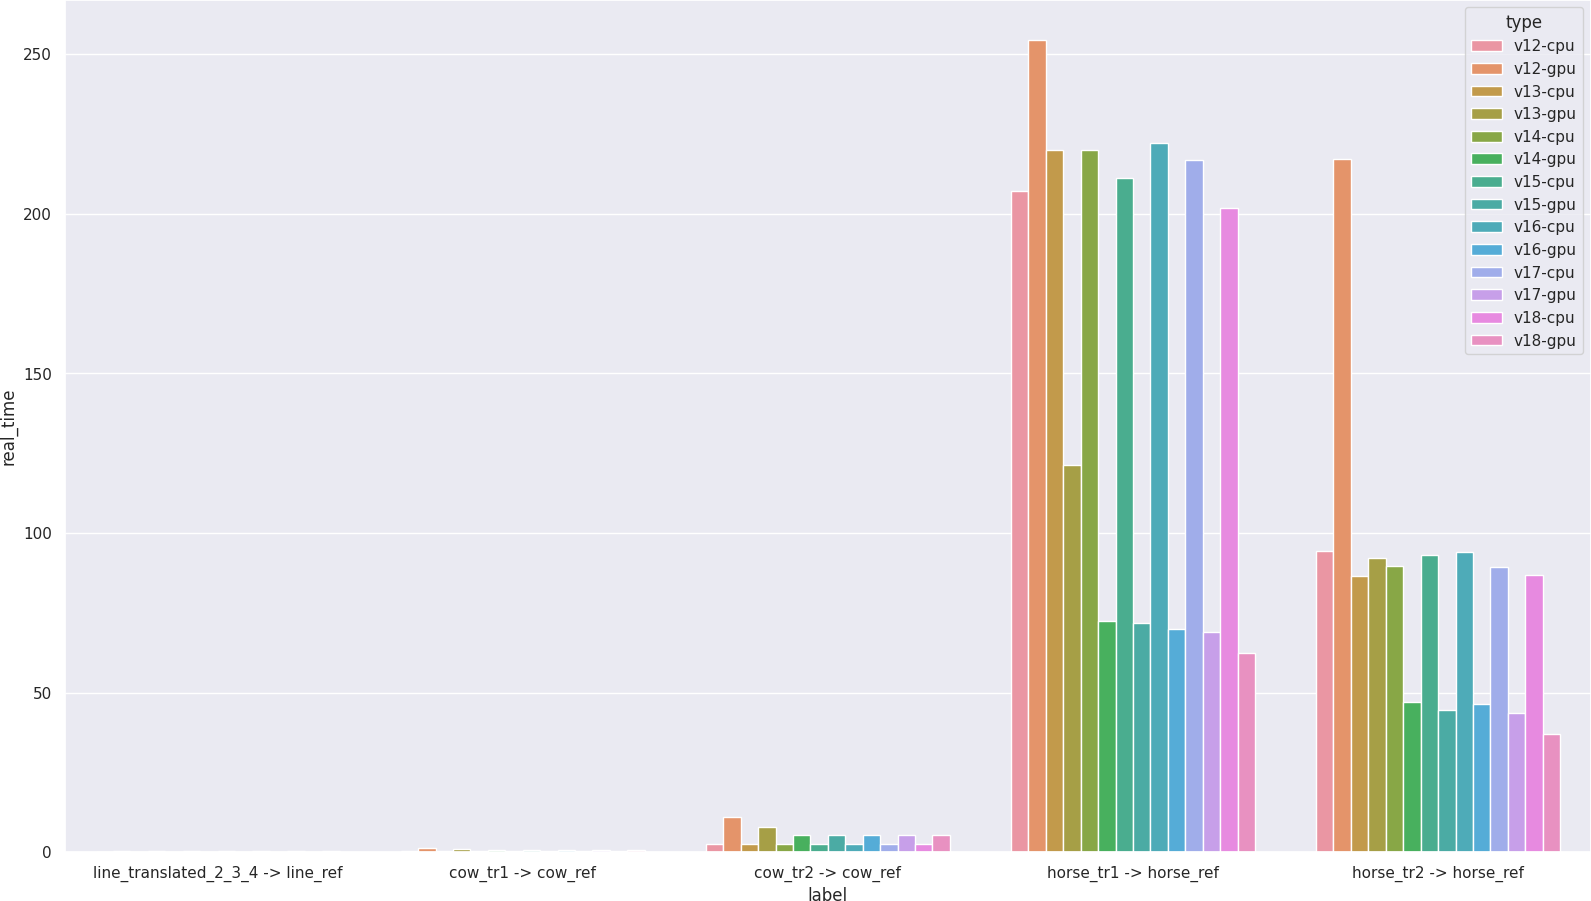 250
200
150
100
50
0
real_time
line_translated_2_3_4 -> line_ref
cow_tr1 -> cow_ref
cow_tr2 -> cow_ref
horse_tr1 -> horse_ref
horse_tr2 -> horse_ref
label
type
v12-cpu
v12-gpu
v13-cpu
v13-gpu
v14-cpu
v14-gpu
v15-cpu
v15-gpu
v16-cpu
v16-gpu
v17-cpu
v17-gpu
v18-cpu
v18-gpu